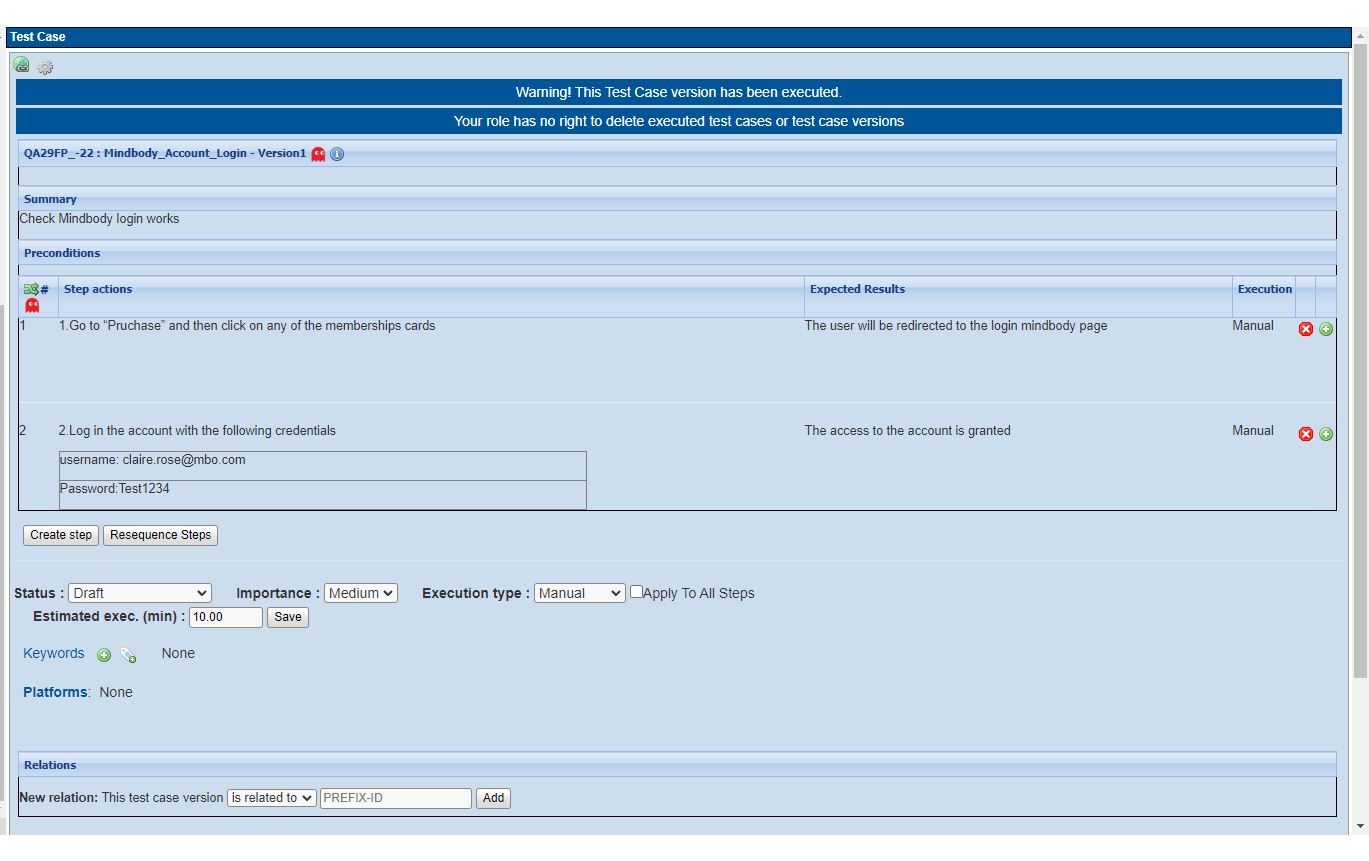 Test Case
Warning! This Test Case version has been executed.
Your role has no right to delete executed test cases or test case versions
QA29FP_-22 : Mindbody_Account_Login - Version1
Summary
Check Mindbody login works
Preconditions
# Step actions Expected Results Execution
1 1.Go to “Pruchase” and then click on any of the memberships cards The user will be redirected to the login mindbody page Manual
2 2.Log in the account with the following credentials The access to the account is granted Manual
username: claire.rose@mbo.com
Password:Test1234
Create step Resequence Steps
Status : Draft Importance : Medium Execution type : Manual Apply To All Steps
Estimated exec. (min) : 10.00 Save
Keywords None
Platforms: None
Relations
New relation: This test case version is related to PREFIX-ID Add